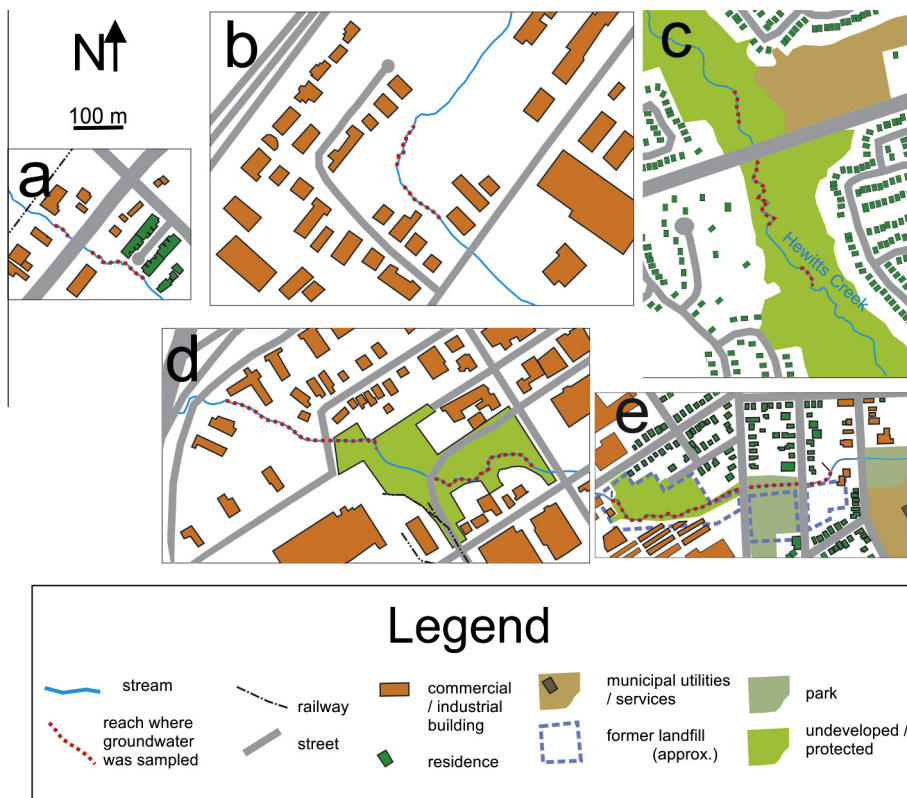 N
100 m
a
b
c
Hewitts Creek
d
e
Legend
stream
reach where
groundwater
was sampled
railway
street
commercial
/ industrial
building
residence
municipal utilities
/ services
former landfill
(approx.)
park
undeveloped /
protected